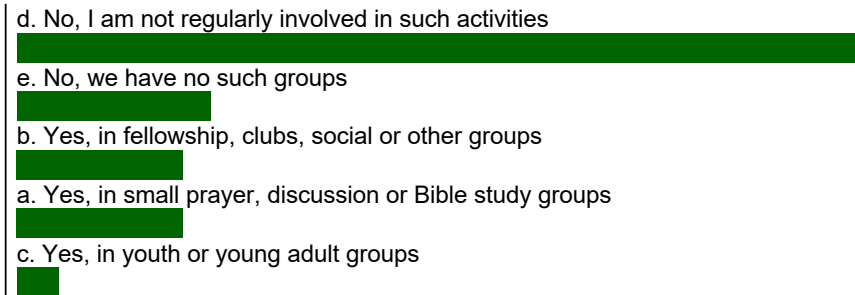 d. No, I am not regularly involved in such activities
e. No, we have no such groups
b. Yes, in fellowship, clubs, social or other groups
a. Yes, in small prayer, discussion or Bible study groups
c. Yes, in youth or young adult groups